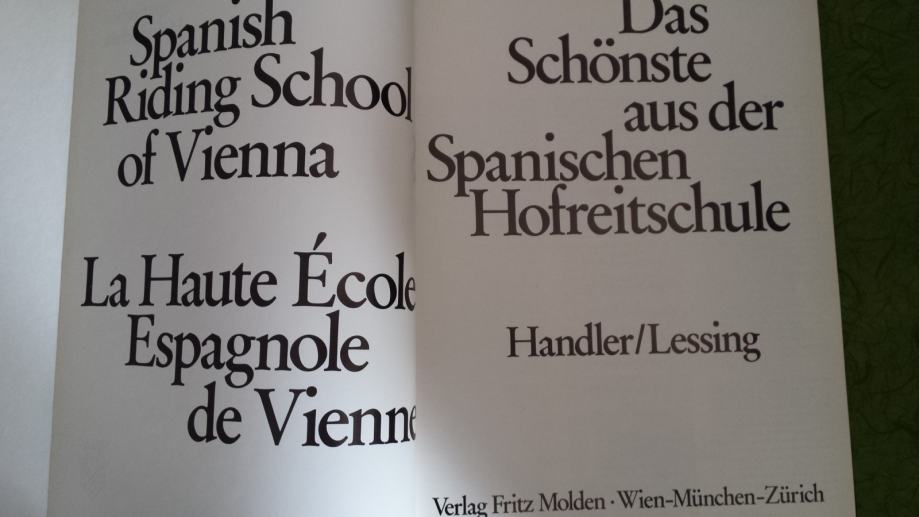 Spanish
Riding School
of Vienna
La Haute École
Espagnole
de Vienne
Das
Schönste
aus der
Spanischen
Hofreitschule
Handler/Lessing
Verlag Fritz Molden · Wien-München-Zürich